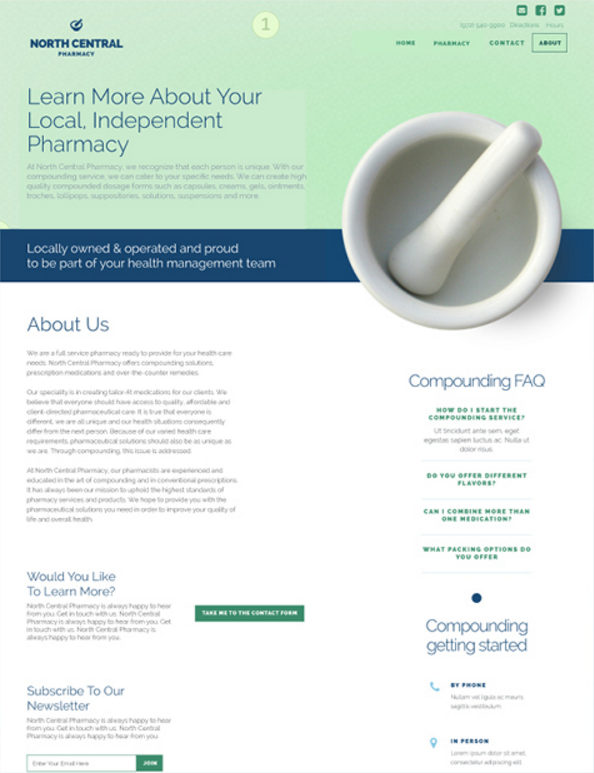 1
NORTH CENTRAL
PHARMACY
Directions Hours
HOME PHARMACY CONTACT ABOUT
Learn More About Your
Local, Independent
Pharmacy
At North Central Pharmacy, we recognize that each person is unique. With our
compounding service, we can cater to your specific needs. We can create high
quality compounded dosage forms such as capsules, creams, gels, ointments,
troches, lollipops, suppositories, solutions, suspensions and more.
Locally owned & operated and proud
to be part of your health management team
About Us
We are a full service pharmacy ready to provide for your health care
needs. North Central Pharmacy offers compounding solutions,
prescription medications and over-the-counter remedies.
Our speciality is in creating tailor-fit medications for our clients. We
believe that everyone should have access to quality, affordable and
client-directed pharmaceutical care. It is true that everyone is
different, we are all unique and our health situations consequently
differ from the next person. Because of our varied health care
requirements, pharmaceutical solutions should also be as unique as
we are. Through compounding, this issue is addressed.
At North Central Pharmacy, our pharmacists are experienced and
educated in the art of compounding and in conventional prescriptions.
It has always been our mission to uphold the highest standards of
pharmacy services and products. We hope to provide you with the
pharmaceutical solutions you need in order to improve your quality of
life and overall health.
Would You Like
To Learn More?
North Central Pharmacy is always happy to hear
from you. Get in touch with us. North Central
Pharmacy is always happy to hear from you. Get
in touch with us. North Central Pharmacy is
always happy to hear from you.
TAKE ME TO THE CONTACT FORM
Subscribe To Our
Newsletter
North Central Pharmacy is always happy to hear
from you. Get in touch with us. North Central
Pharmacy is always happy to hear from you
Enter Your Email Here JOIN
Compounding FAQ
HOW DO I START THE
COMPOUNDING SERVICE?
Ut tincidunt ante sem, eget
egestas sapien luctus ac. Nulla ut
dolor risus.
DO YOU OFFER DIFFERENT
FLAVORS?
CAN I COMBINE MORE THAN
ONE MEDICATION?
WHAT PACKING OPTIONS DO
YOU OFFER
Compounding
getting started
BY PHONE
Nullam vel ligula ac mauris
sagittis vestibulum.
IN PERSON
Lorem ipsum dolor sit amet,
consectetur adipiscing elit.